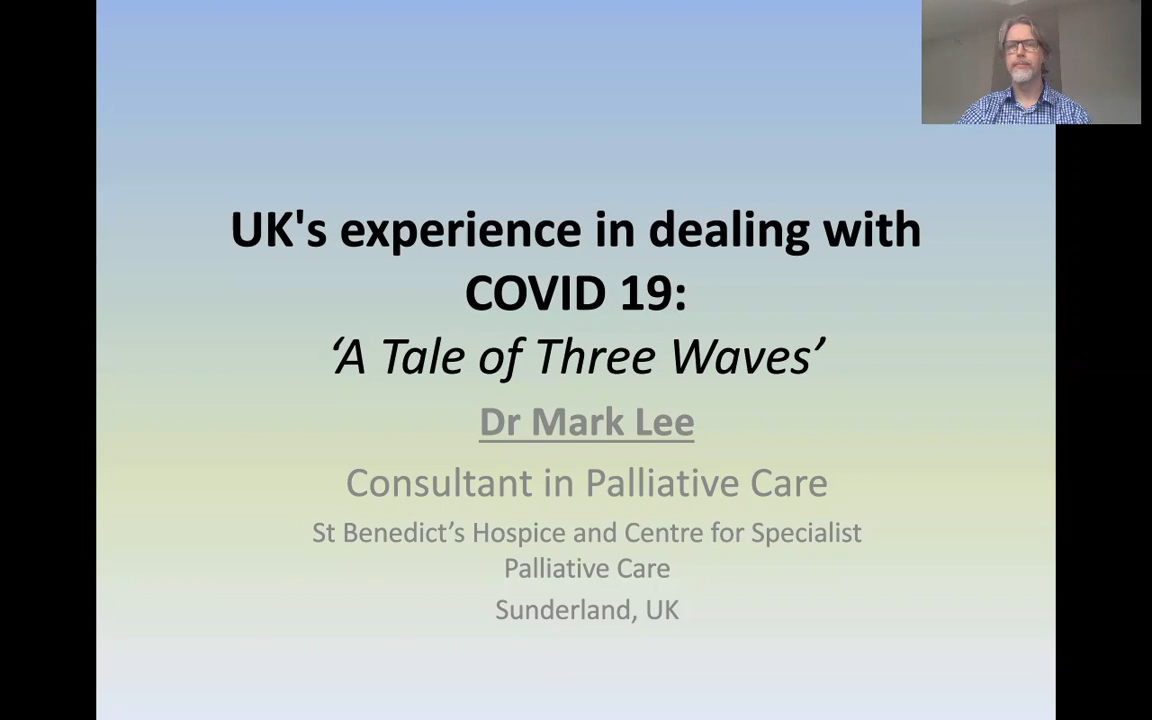 UK's experience in dealing with
COVID 19:
‘A Tale of Three Waves’
Dr Mark Lee
Consultant in Palliative Care
St Benedict’s Hospice and Centre for Specialist
Palliative Care
Sunderland, UK